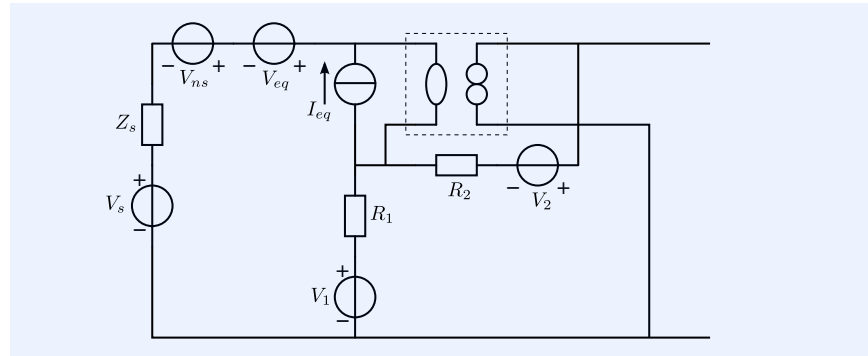 − V_ns +
− V_eq +
I_eq
Z_s
+
V_s
−
R_2
− V_2 +
R_1
+
V_1
−